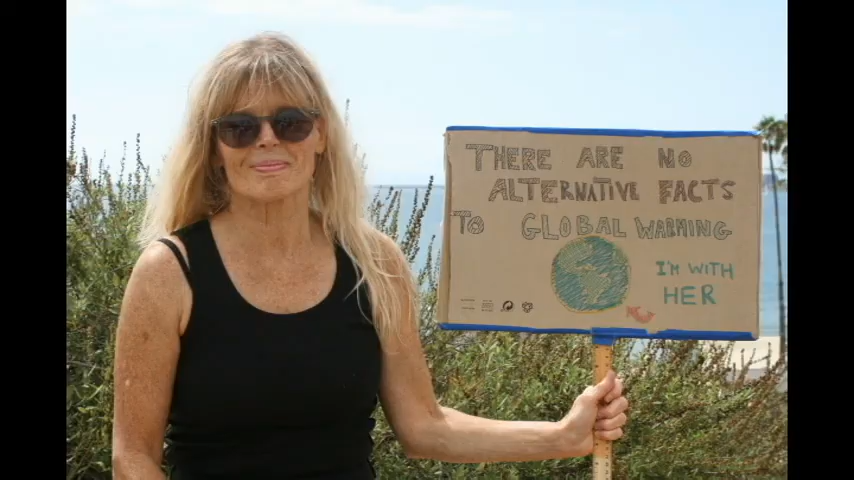 THERE ARE NO
ALTERNATIVE FACTS
TO GLOBAL WARMING
I'M WITH
HER